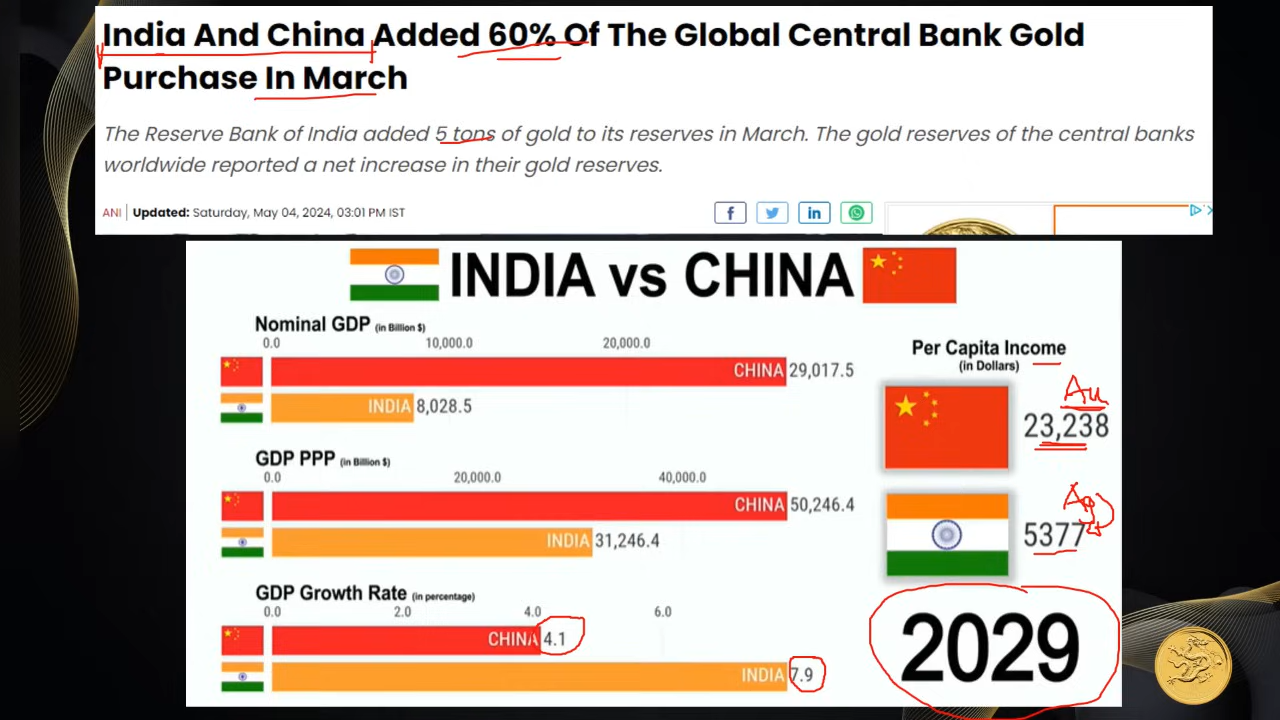 India And China Added 60% Of The Global Central Bank Gold
Purchase In March
The Reserve Bank of India added 5 tons of gold to its reserves in March. The gold reserves of the central banks
worldwide reported a net increase in their gold reserves.
ANI | Updated: Saturday, May 04, 2024, 03:01 PM IST
INDIA vs CHINA
Nominal GDP (in Billion $)
0.0 10,000.0 20,000.0
CHINA 29,017.5
INDIA 8,028.5
GDP PPP (in Billion $)
0.0 20,000.0 40,000.0
CHINA 50,246.4
INDIA 31,246.4
GDP Growth Rate (in percentage)
0.0 2.0 4.0 6.0
CHINA 4.1
INDIA 7.9
Per Capita Income
(in Dollars)
Au
23,238
Ag
5377
2029